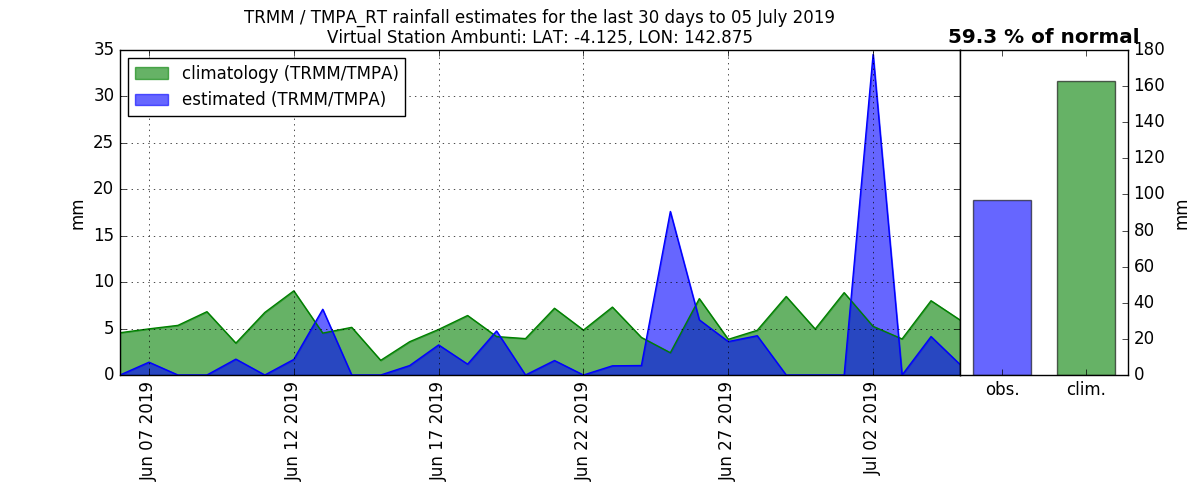 TRMM / TMPA_RT rainfall estimates for the last 30 days to 05 July 2019
Virtual Station Ambunti: LAT: -4.125, LON: 142.875
59.3 % of normal
climatology (TRMM/TMPA)
estimated (TRMM/TMPA)
35
30
25
20
15
10
5
0
mm
Jun 07 2019
Jun 12 2019
Jun 17 2019
Jun 22 2019
Jun 27 2019
Jul 02 2019
180
160
140
120
100
80
60
40
20
0
mm
obs.
clim.